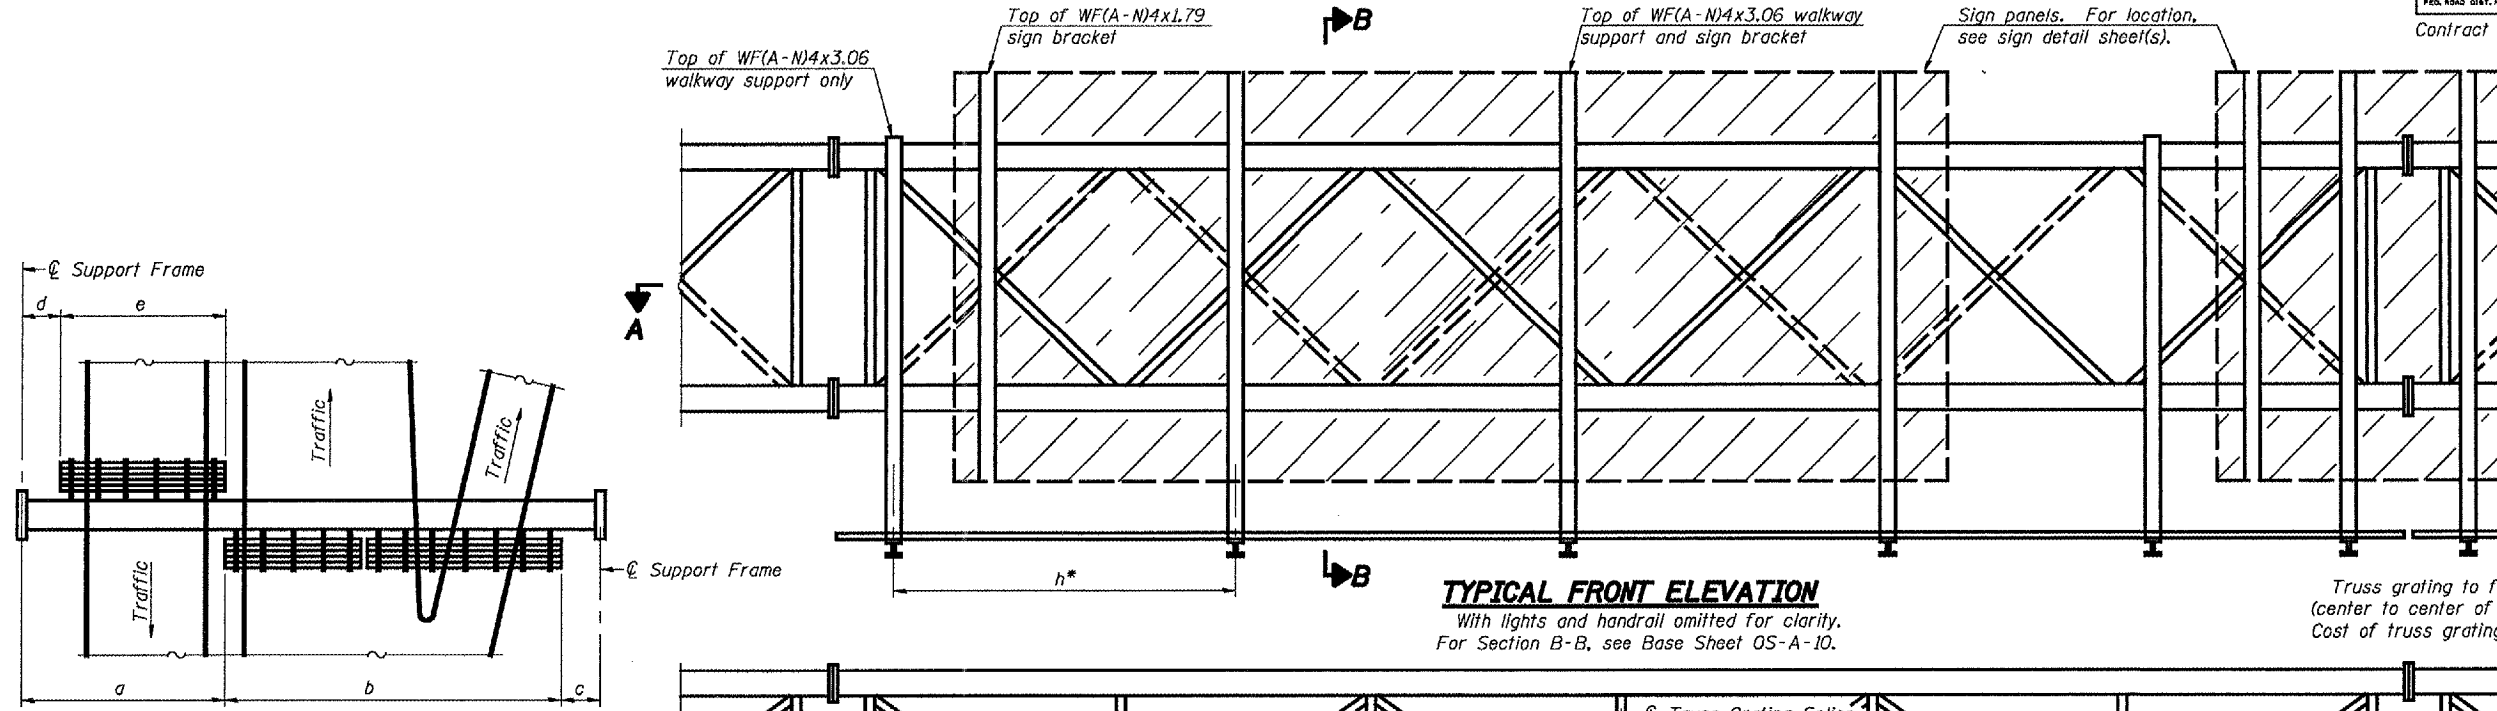 Top of WF(A-N)4x1.79
sign bracket
B
Top of WF(A-N)4x3.06 walkway
support and sign bracket
Sign panels. For location,
see sign detail sheet(s).
Contract
Top of WF(A-N)4x3.06
walkway support only
℄ Support Frame
d
e
A
Traffic
Traffic
Traffic
℄ Support Frame
h*
B
TYPICAL FRONT ELEVATION
With lights and handrail omitted for clarity.
For Section B-B, see Base Sheet OS-A-10.
Truss grating to f
(center to center of
Cost of truss grating
a
b
c